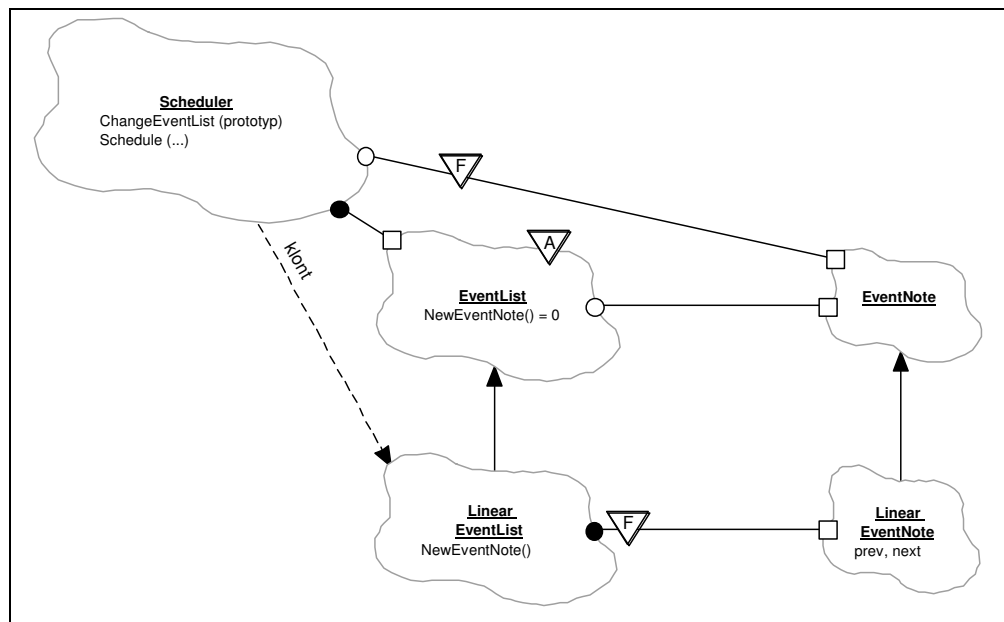 Scheduler
ChangeEventList (prototyp)
Schedule (...)
F
klont
A
EventList
NewEventNote() = 0
EventNote
Linear
EventList
NewEventNote()
F
Linear
EventNote
prev, next